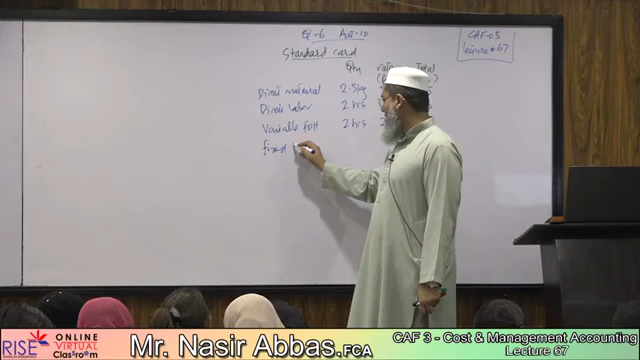 Q-6 Aut-10
CAF-03
Lecture # 67
Standard card
Qty rate Total
Direct material 2.5kg
Direct labor 2 hrs
Variable FOH 2 hrs
fixed
RISE ONLINE VIRTUAL Classroom
Mr. Nasir Abbas, FCA
CAF 3 - Cost & Management Accounting
Lecture 67